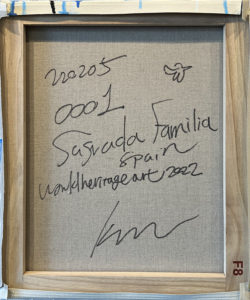 220205
0001
Sagrada Familia
Spain
worldheritageart, 2022
F8